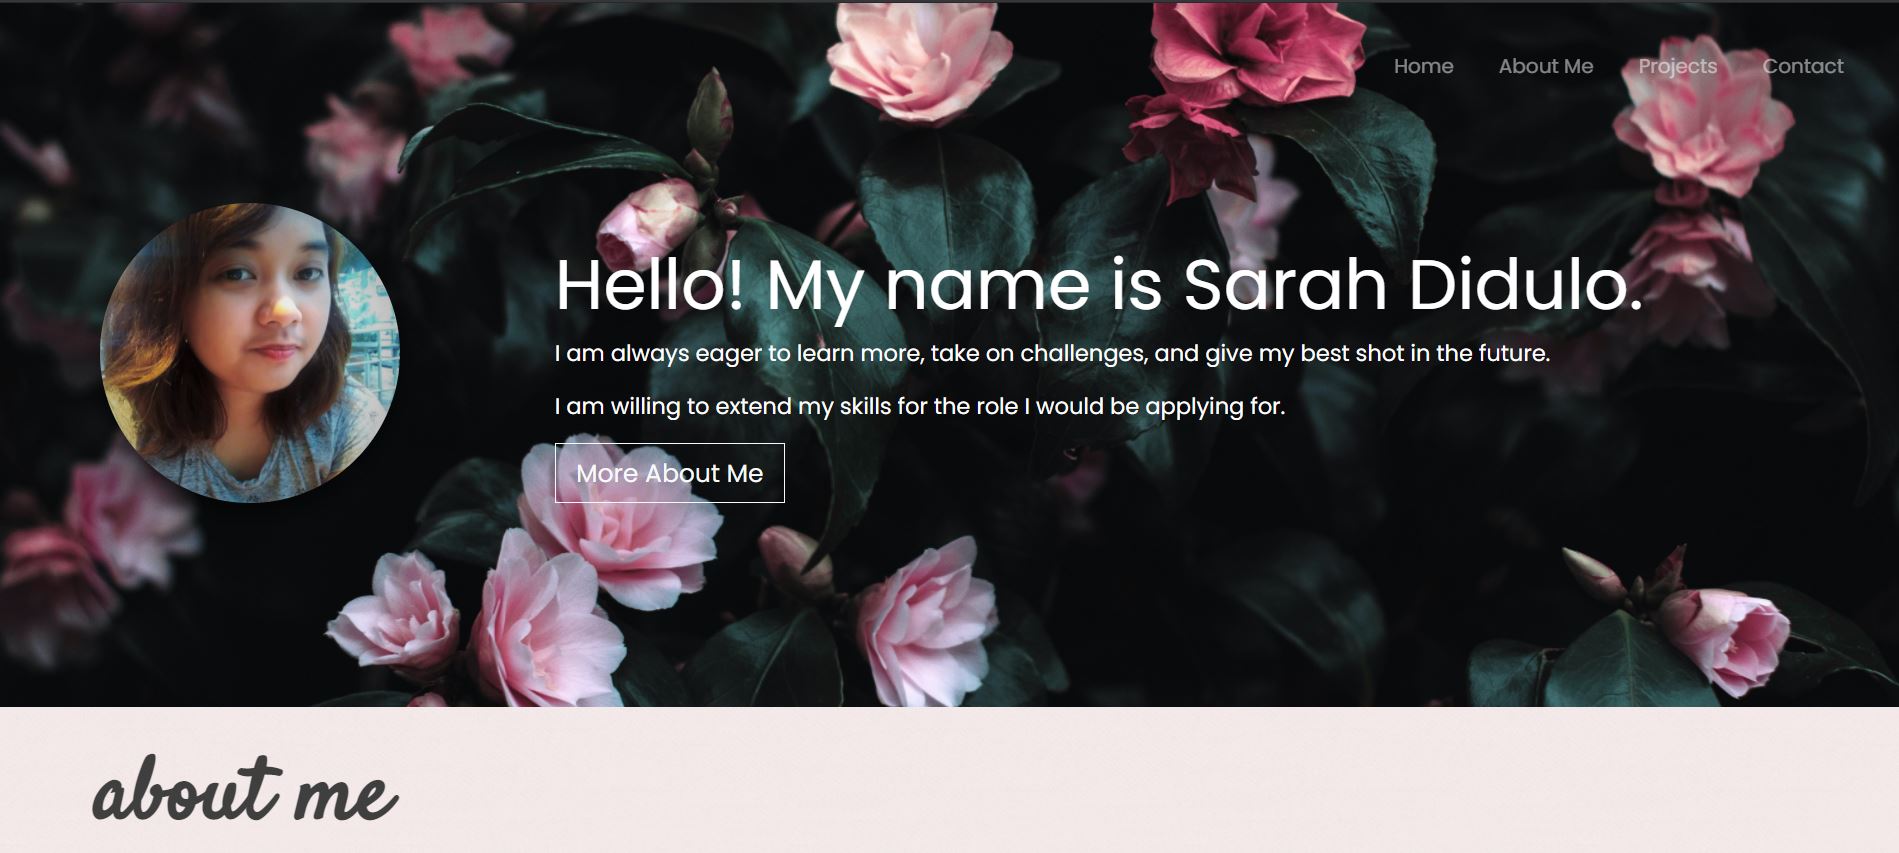 Home About Me Projects Contact
Hello! My name is Sarah Didulo.
I am always eager to learn more, take on challenges, and give my best shot in the future.
I am willing to extend my skills for the role I would be applying for.
More About Me
about me